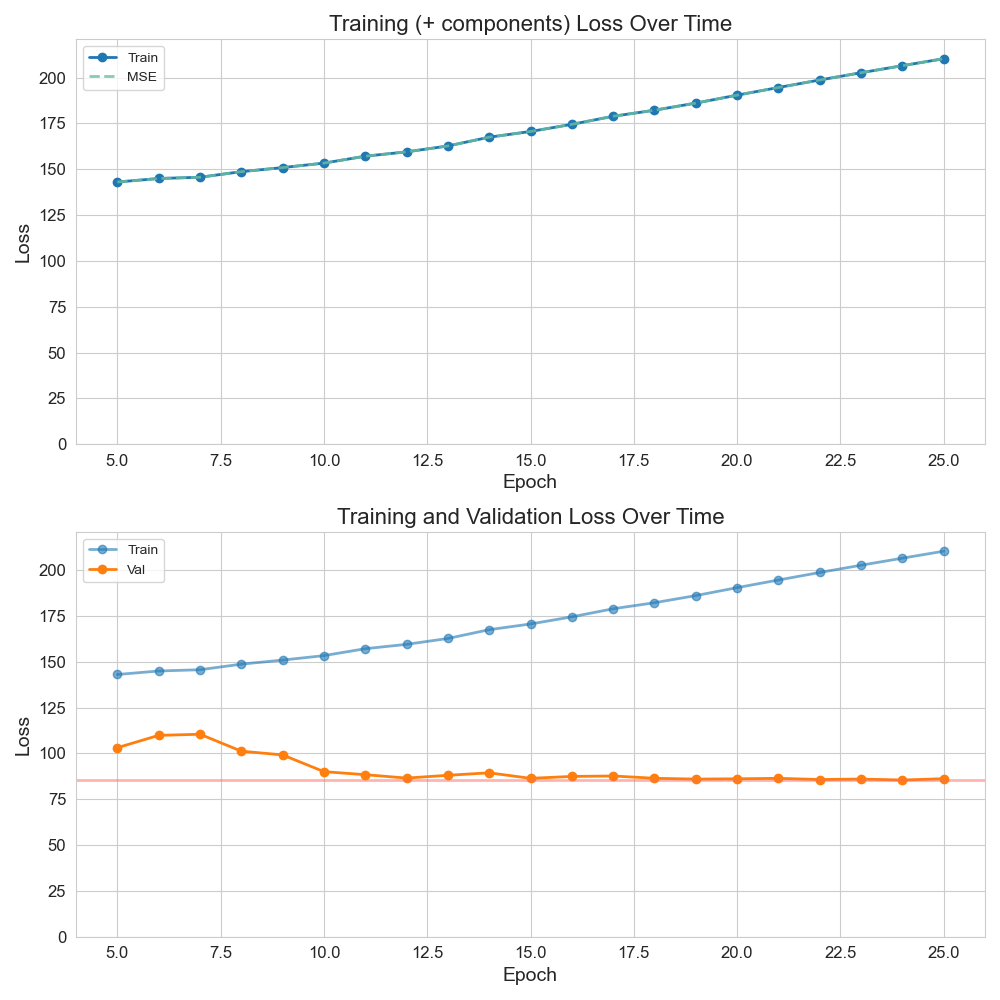 Training (+ components) Loss Over Time
Train
MSE
Loss
200
175
150
125
100
75
50
25
0
5.0 7.5 10.0 12.5 15.0 17.5 20.0 22.5 25.0
Epoch
Training and Validation Loss Over Time
Train
Val
Loss
200
175
150
125
100
75
50
25
0
5.0 7.5 10.0 12.5 15.0 17.5 20.0 22.5 25.0
Epoch